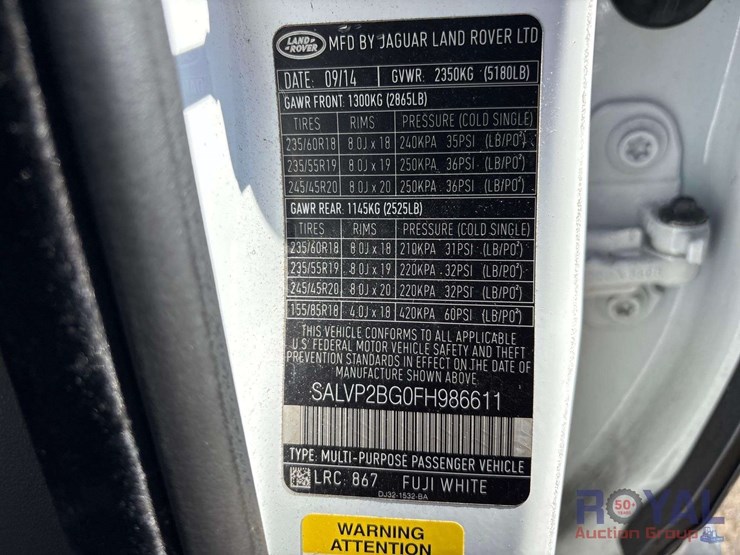 LAND ROVER MFD BY JAGUAR LAND ROVER LTD
DATE: 09/14 GVWR: 2350KG (5180LB)
GAWR FRONT: 1300KG (2865LB)
TIRES RIMS PRESSURE (COLD SINGLE)
235/60R18 8.0J x 18 240KPA 35PSI (LB/PO²)
235/55R19 8.0J x 19 250KPA 36PSI (LB/PO²)
245/45R20 8.0J x 20 250KPA 36PSI (LB/PO²)
GAWR REAR: 1145KG (2525LB)
TIRES RIMS PRESSURE (COLD SINGLE)
235/60R18 8.0J x 18 210KPA 31PSI (LB/PO²)
235/55R19 8.0J x 19 220KPA 32PSI (LB/PO²)
245/45R20 8.0J x 20 220KPA 32PSI (LB/PO²)
155/85R18 4.0J x 18 420KPA 60PSI (LB/PO²)
THIS VEHICLE CONFORMS TO ALL APPLICABLE
U.S. FEDERAL MOTOR VEHICLE SAFETY AND THEFT
PREVENTION STANDARDS IN EFFECT ON THE DATE OF
MANUFACTURE SHOWN ABOVE
SALVP2BG0FH986611
TYPE: MULTI-PURPOSE PASSENGER VEHICLE
LRC: 867 FUJI WHITE
DJ32-1532-BA
WARNING
ATTENTION
ROYAL
50+
Auction Group